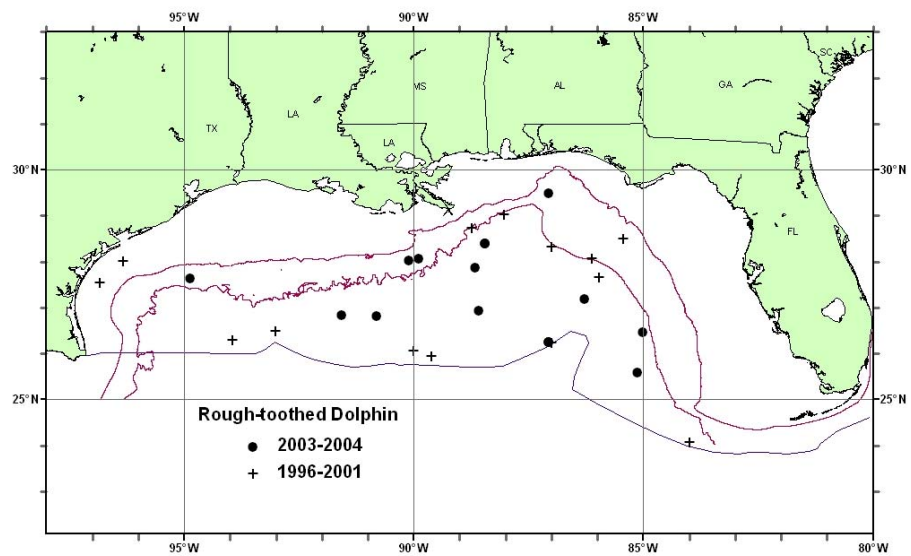 95°W 90°W 85°W 80°W
SC
MS AL GA
TX LA
LA
30°N 30°N
FL
25°N 25°N
Rough-toothed Dolphin
2003-2004
1996-2001
95°W 90°W 85°W 80°W